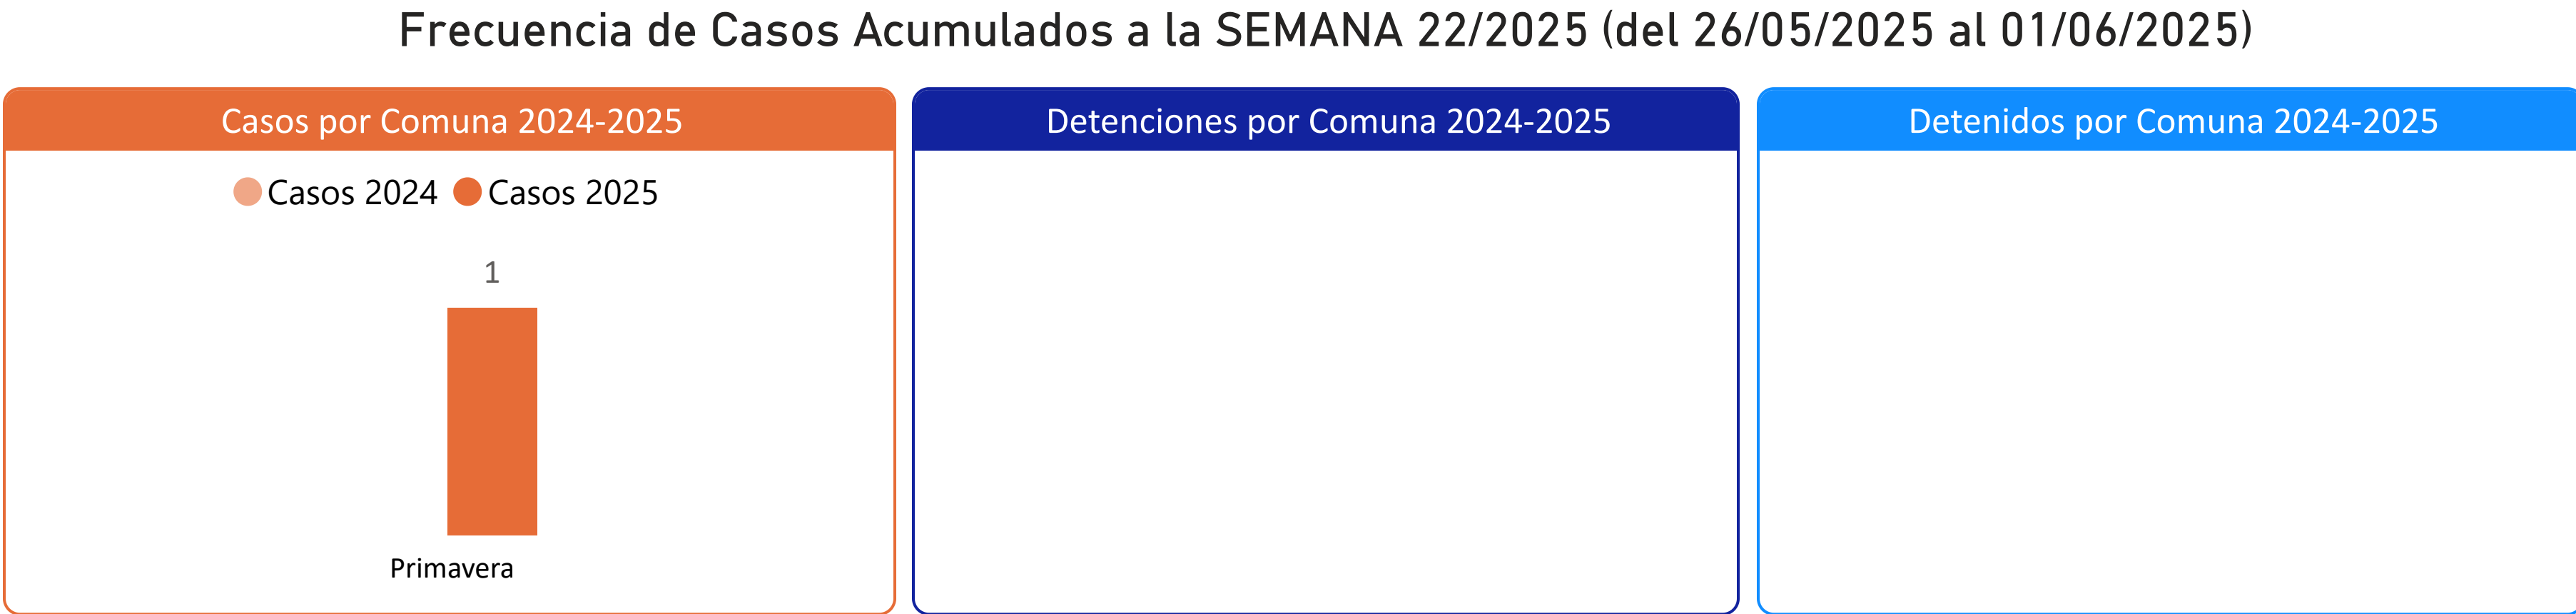 Frecuencia de Casos Acumulados a la SEMANA 22/2025 (del 26/05/2025 al 01/06/2025)
Casos por Comuna 2024-2025
Casos 2024 Casos 2025
1
Primavera
Detenciones por Comuna 2024-2025
Detenidos por Comuna 2024-2025